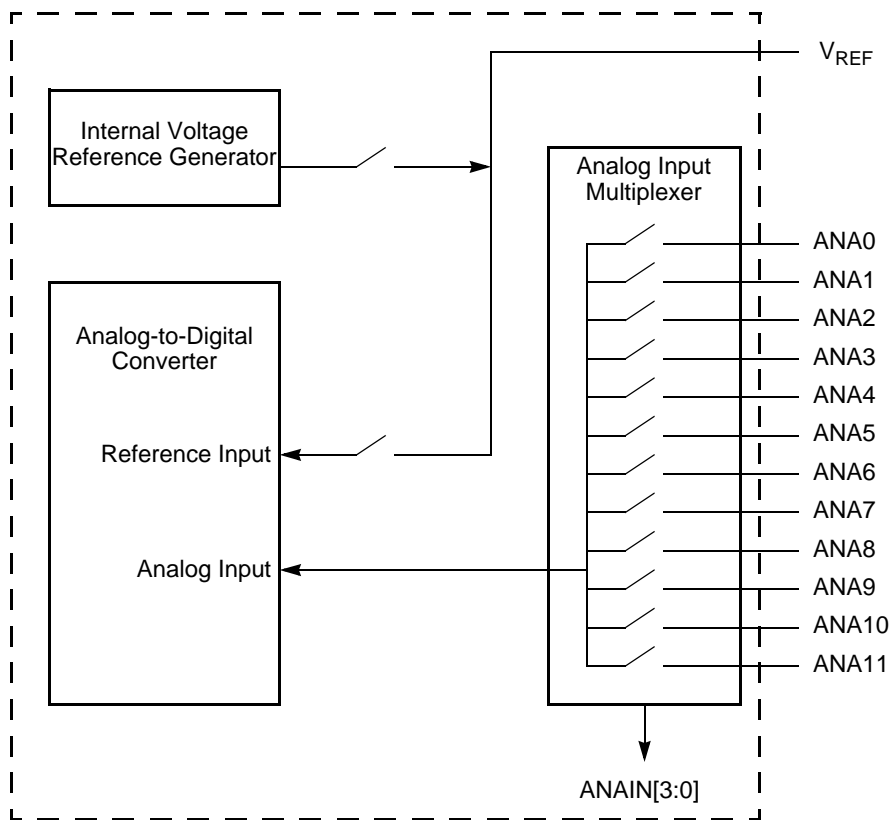 V_REF
Internal Voltage
Reference Generator
Analog Input
Multiplexer
ANA0
ANA1
ANA2
ANA3
ANA4
ANA5
ANA6
ANA7
ANA8
ANA9
ANA10
ANA11
Analog-to-Digital
Converter
Reference Input
Analog Input
ANAIN[3:0]